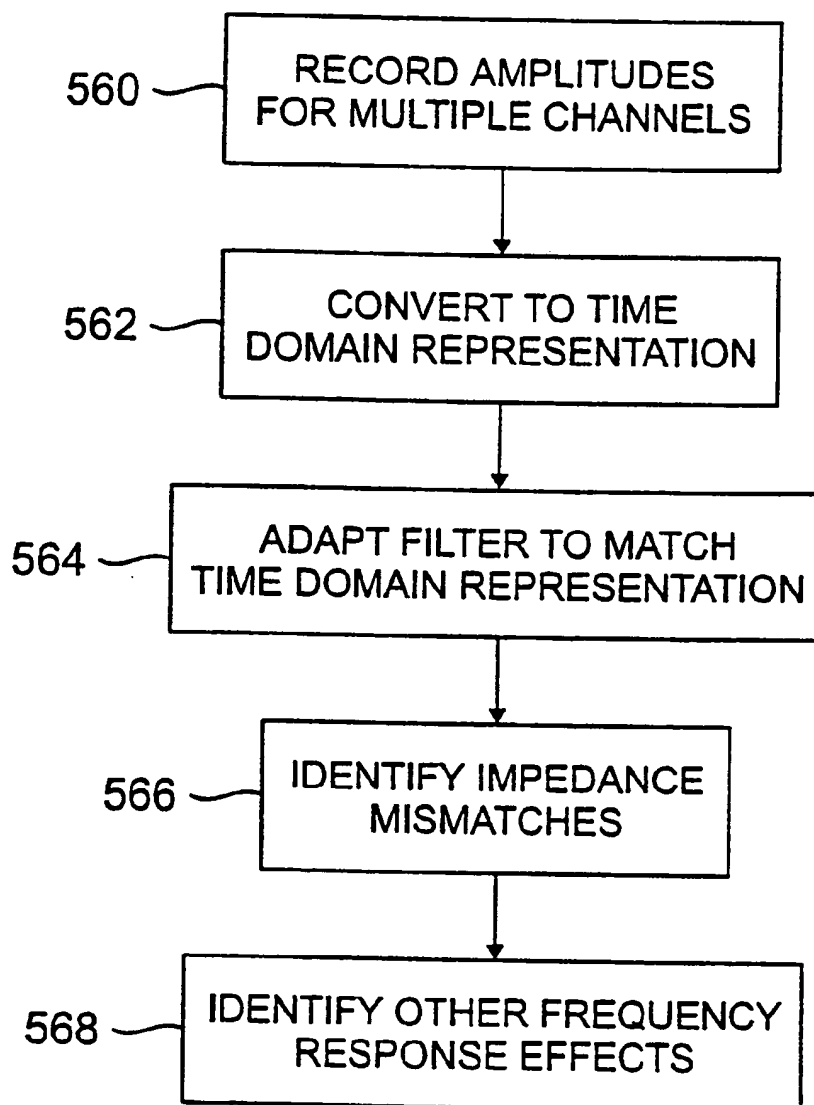 560
RECORD AMPLITUDES
FOR MULTIPLE CHANNELS
562
CONVERT TO TIME
DOMAIN REPRESENTATION
564
ADAPT FILTER TO MATCH
TIME DOMAIN REPRESENTATION
566
IDENTIFY IMPEDANCE
MISMATCHES
568
IDENTIFY OTHER FREQUENCY
RESPONSE EFFECTS